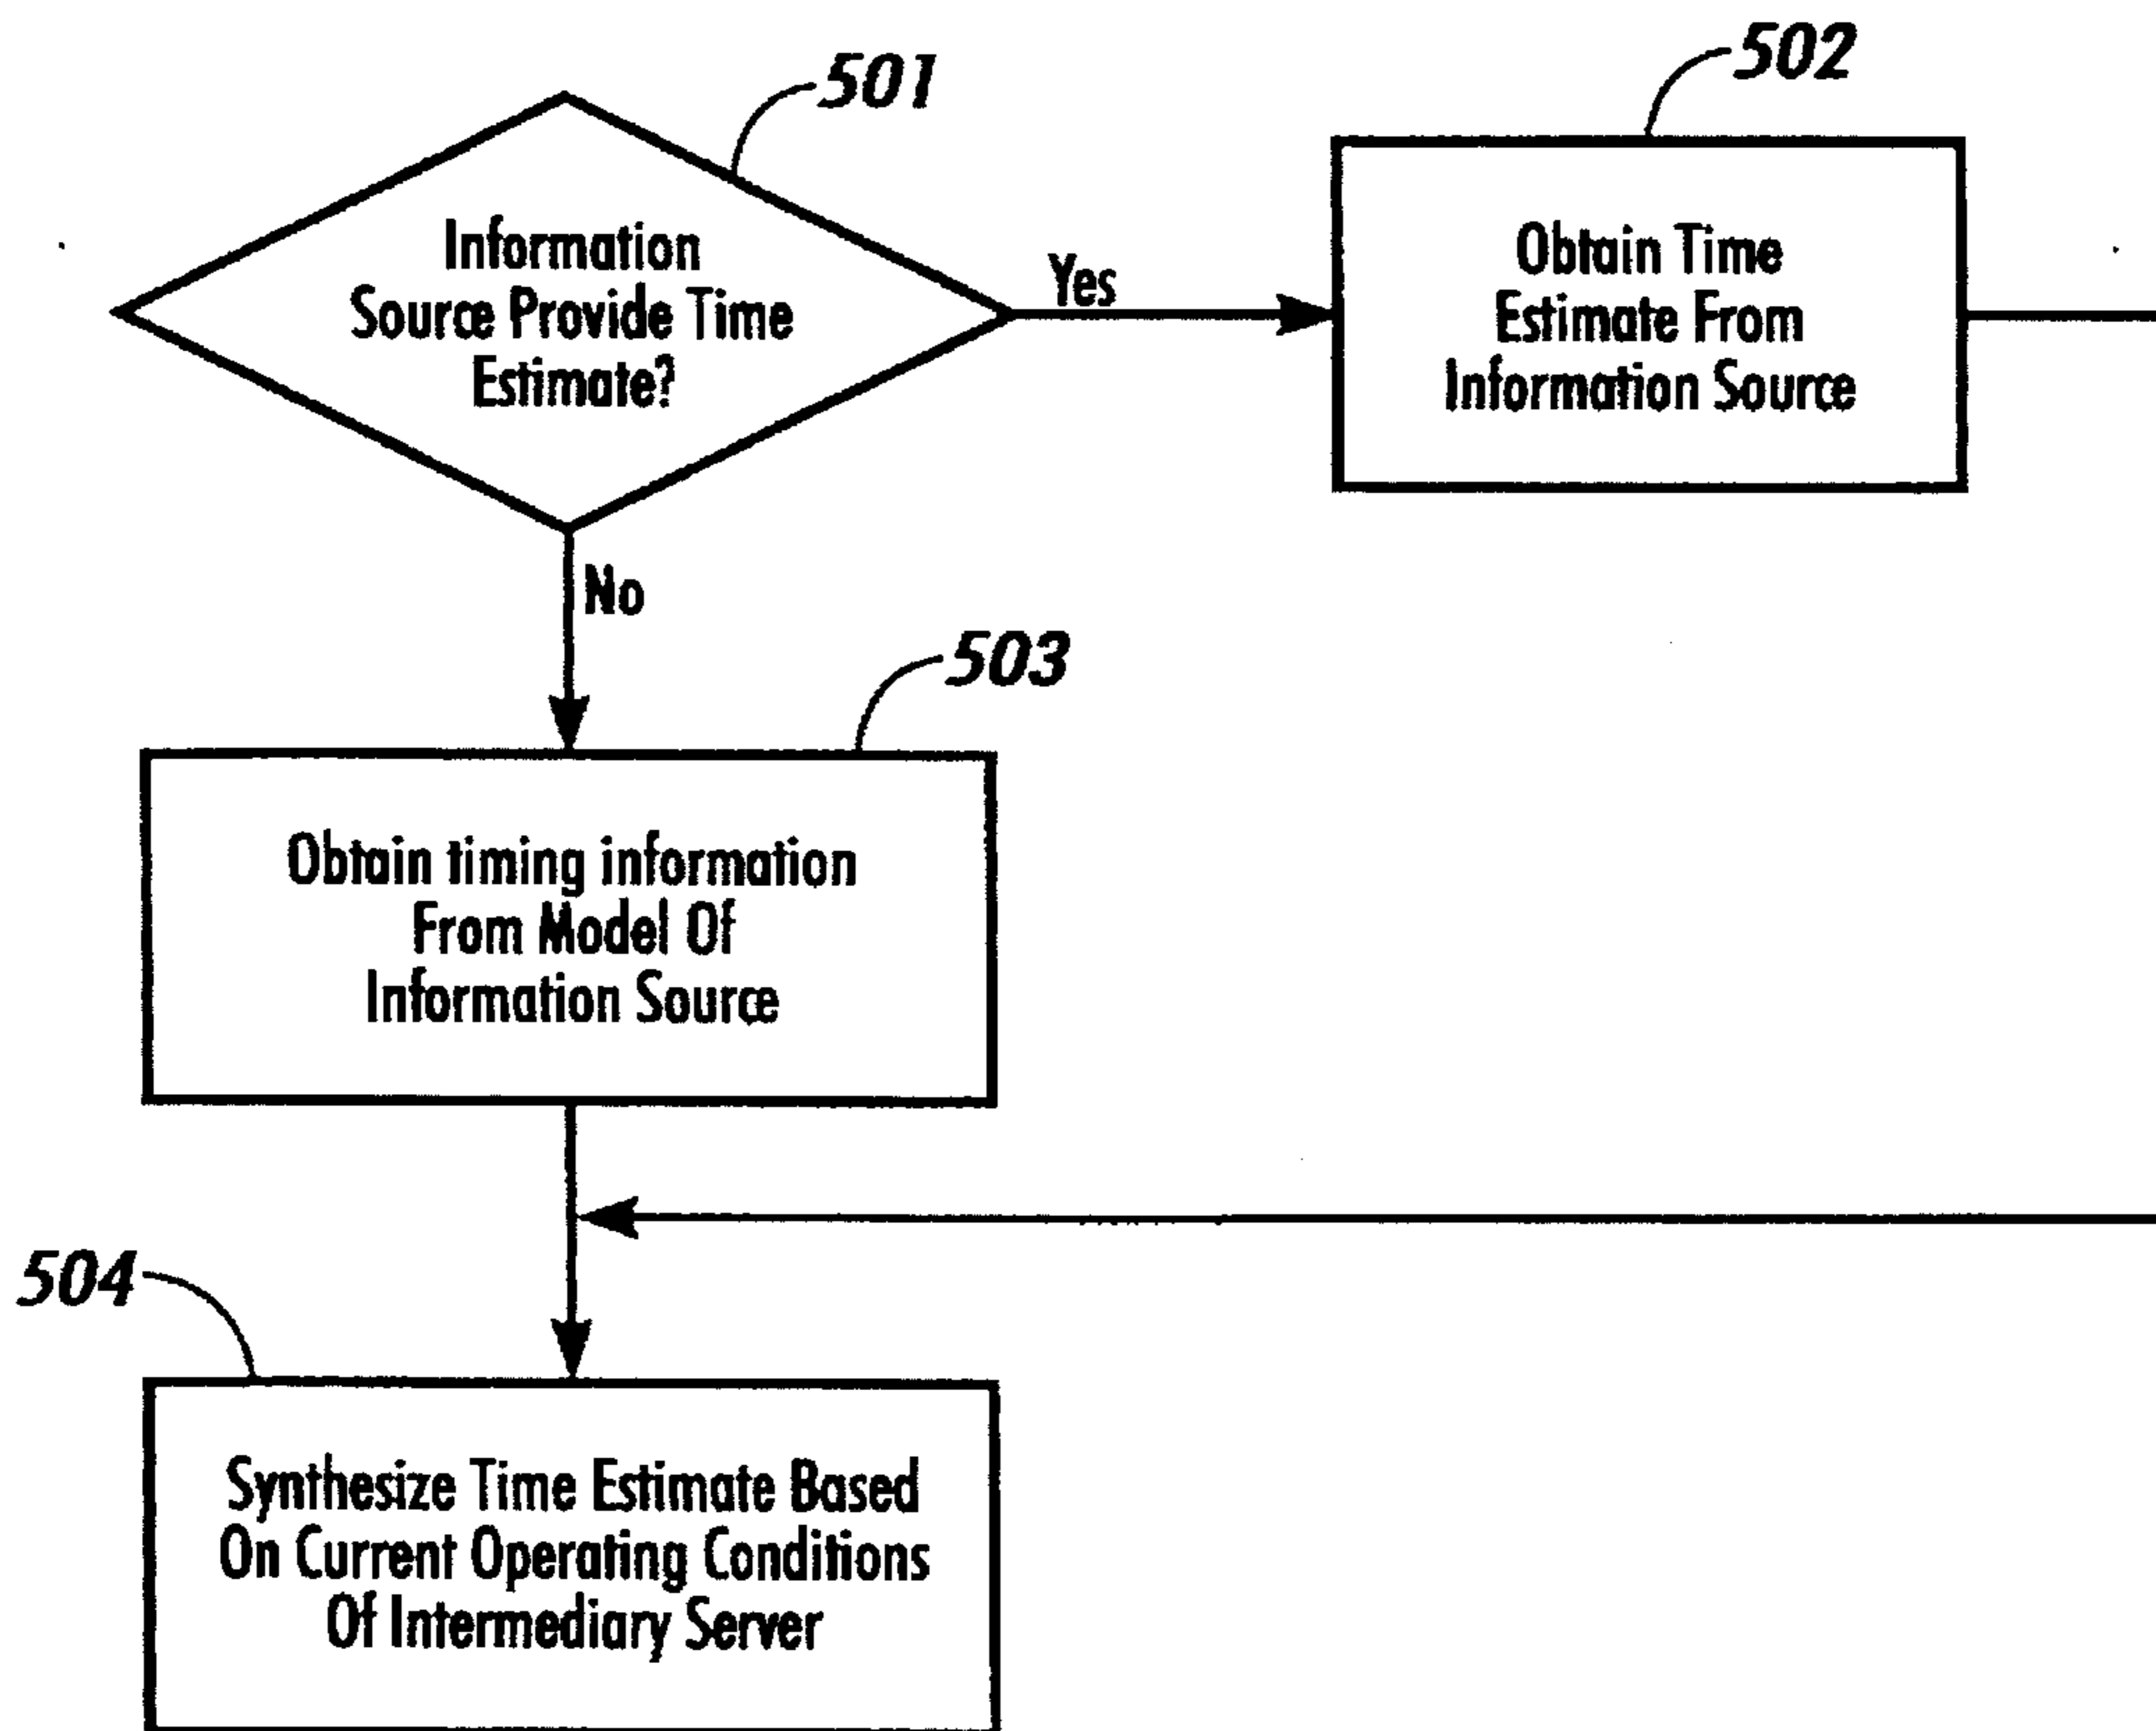 501
Information
Source Provide Time
Estimate?
Yes
502
Obtain Time
Estimate From
Information Source
No
503
Obtain timing information
From Model Of
Information Source
504
Synthesize Time Estimate Based
On Current Operating Conditions
Of Intermediary Server